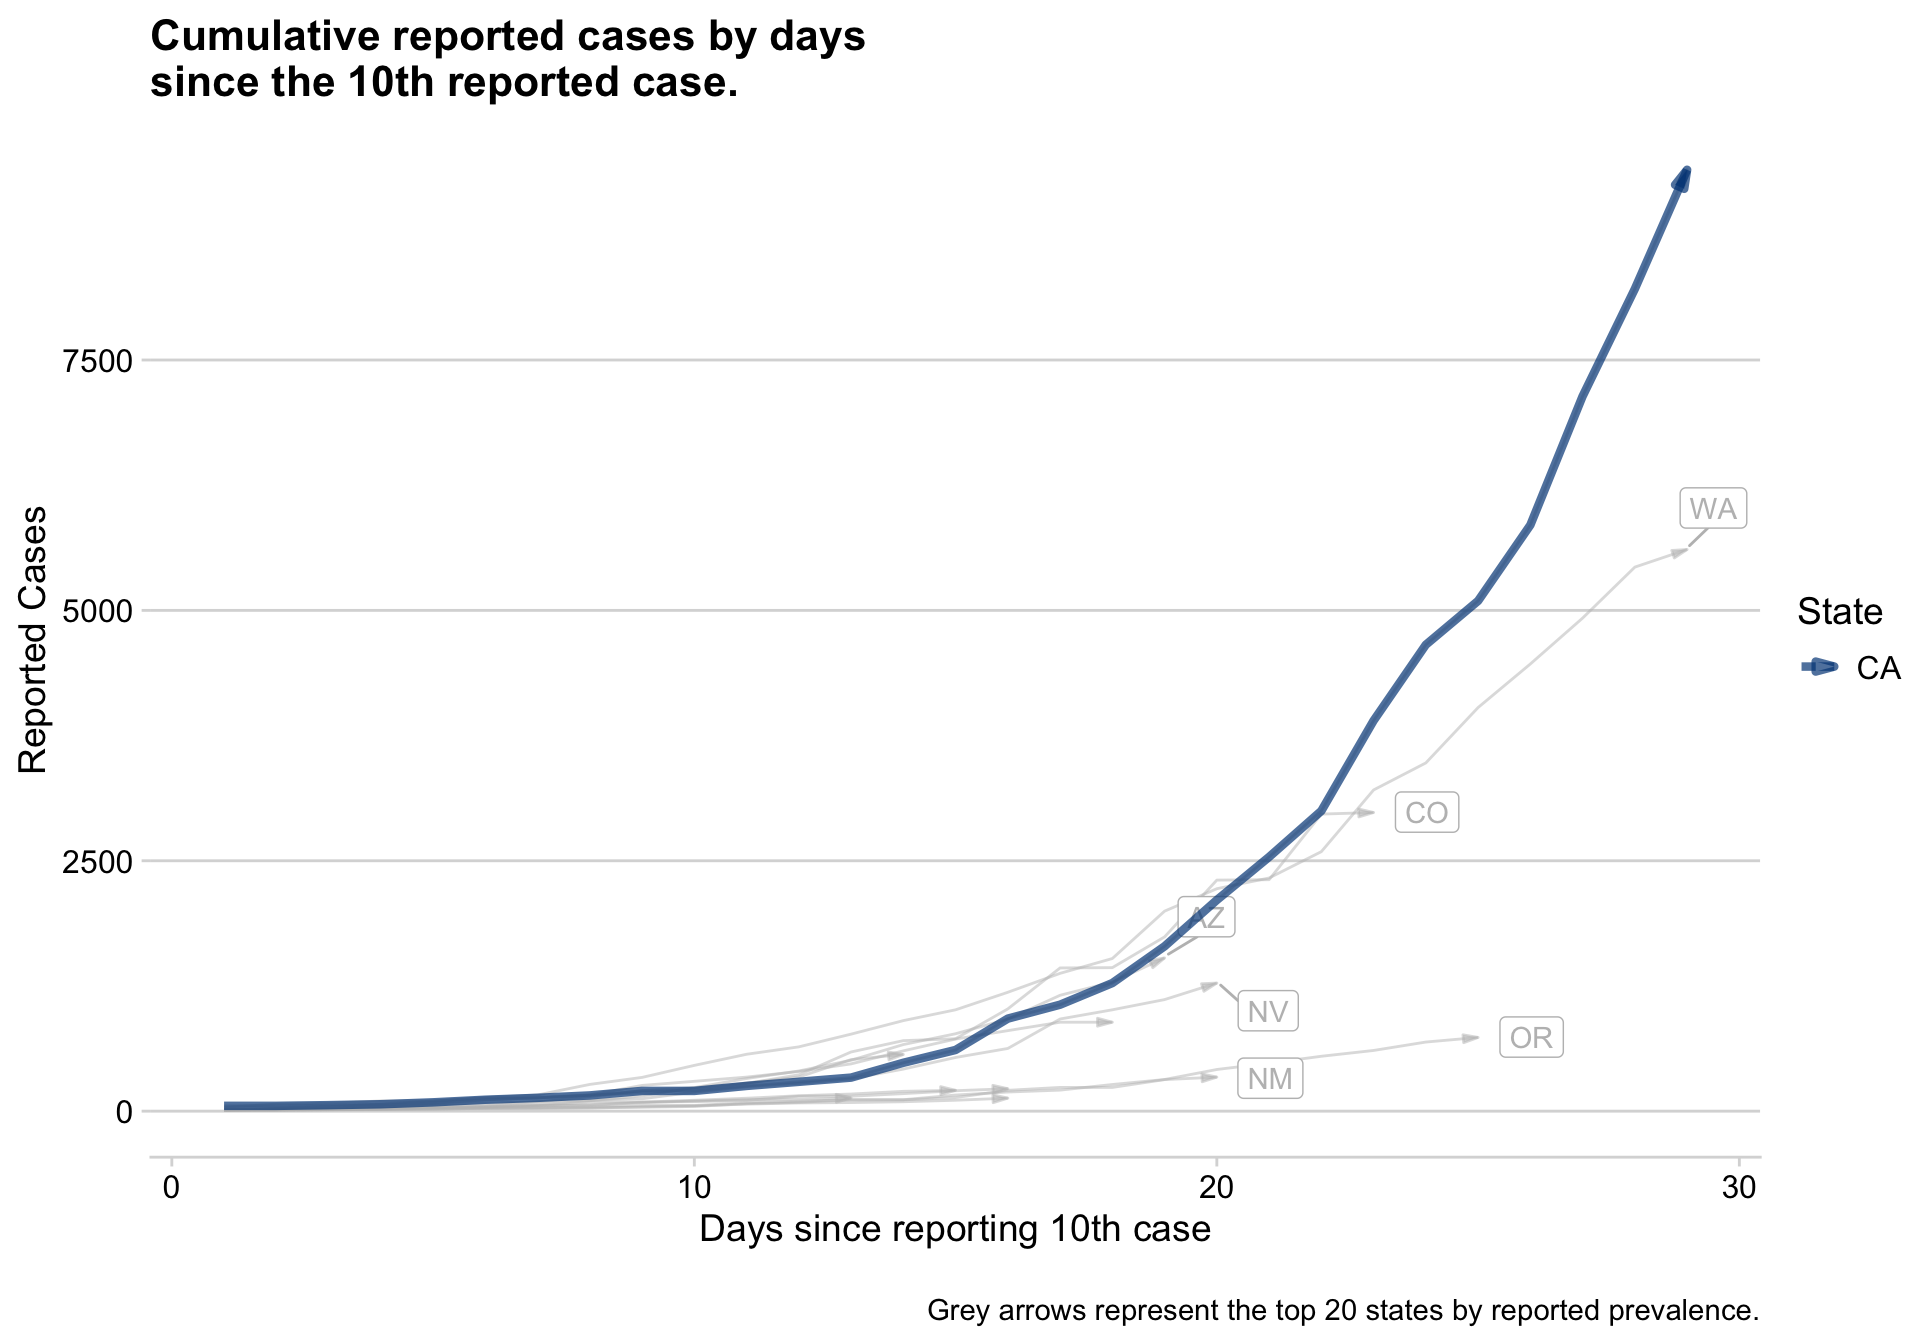 Cumulative reported cases by days
since the 10th reported case.
7500
5000
2500
0
Reported Cases
WA
CO
AZ
NV
OR
NM
State
CA
0 10 20 30
Days since reporting 10th case
Grey arrows represent the top 20 states by reported prevalence.